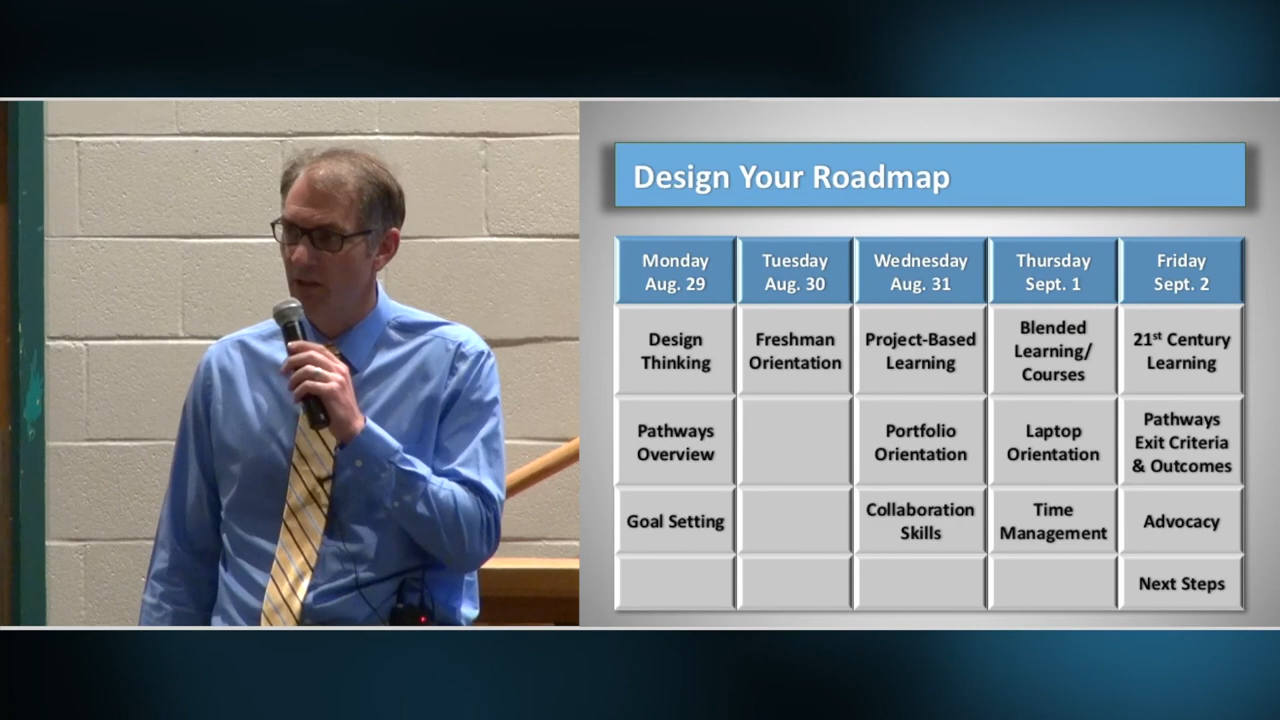 Design Your Roadmap
Monday
Aug. 29
Tuesday
Aug. 30
Wednesday
Aug. 31
Thursday
Sept. 1
Friday
Sept. 2
Design
Thinking
Freshman
Orientation
Project-Based
Learning
Blended
Learning/
Courses
21st Century
Learning
Pathways
Overview
Portfolio
Orientation
Laptop
Orientation
Pathways
Exit Criteria
& Outcomes
Goal Setting
Collaboration
Skills
Time
Management
Advocacy
Next Steps